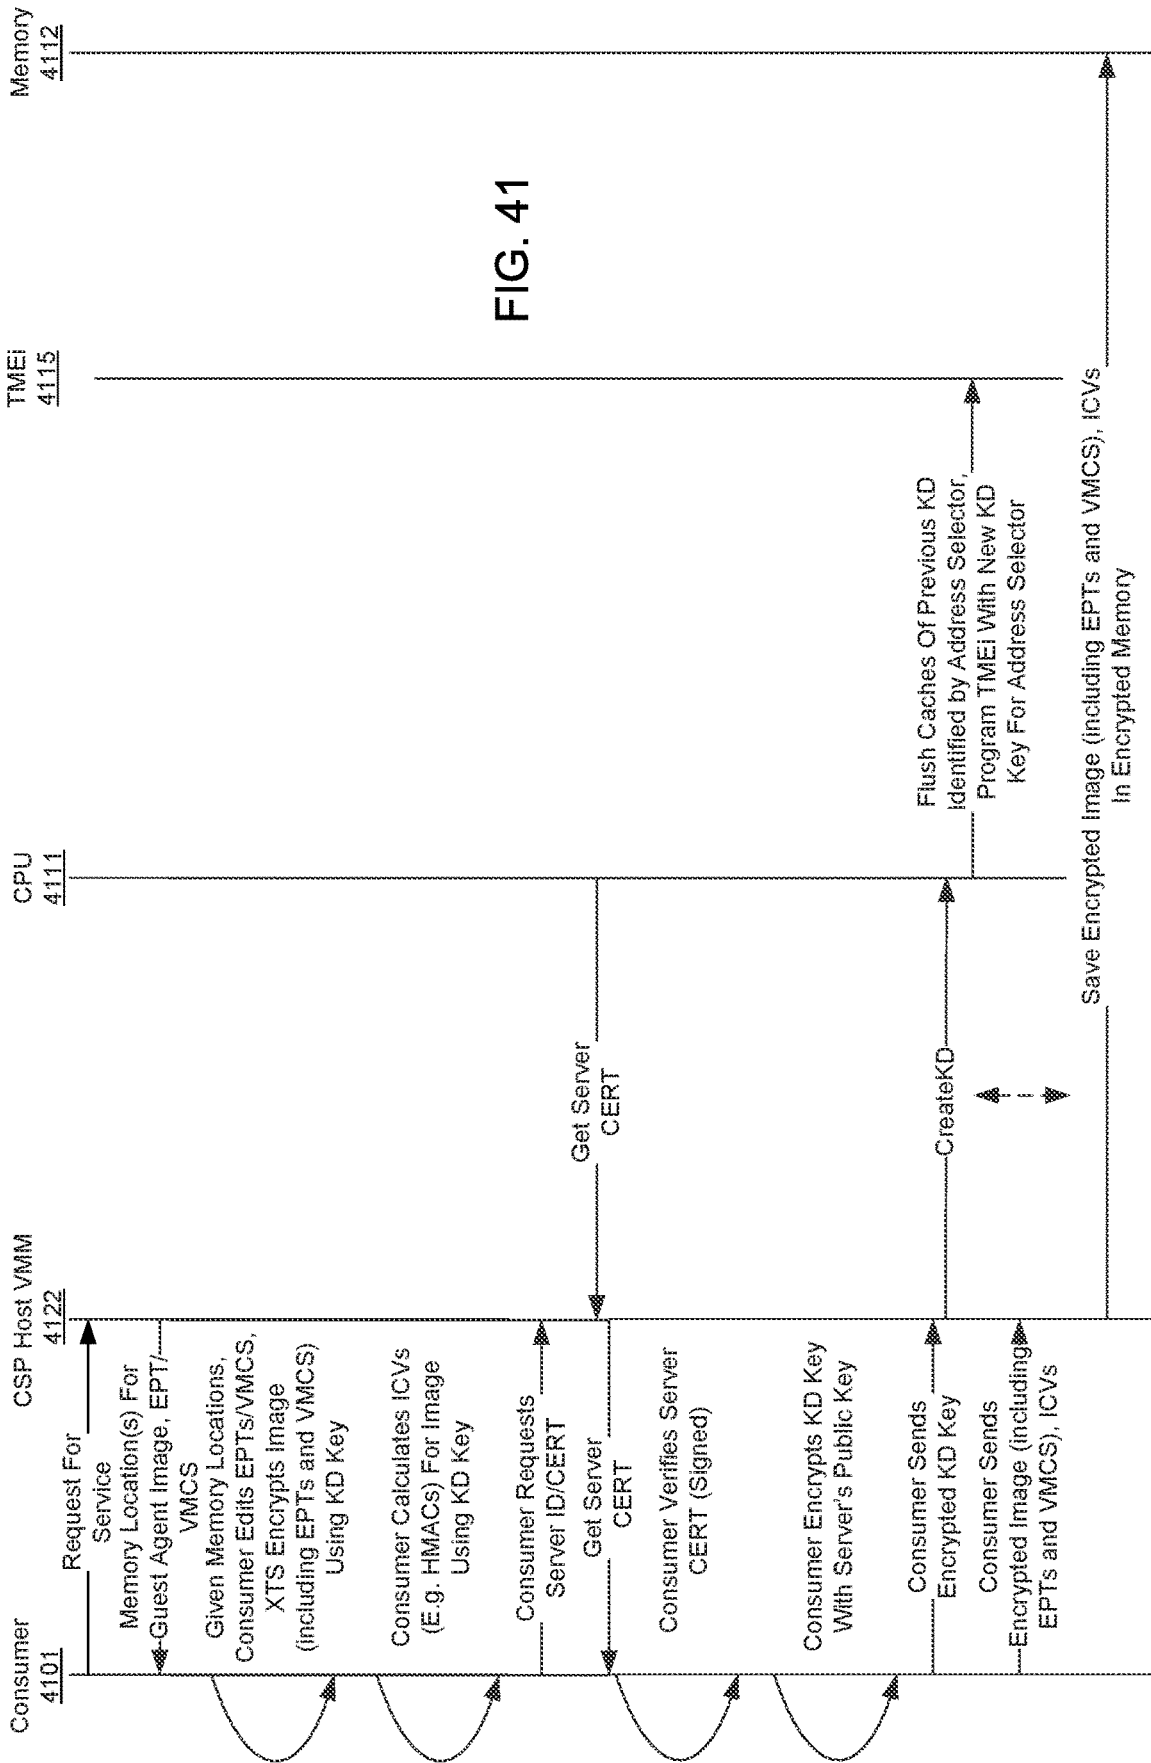 Consumer
4101
CSP Host VMM
4122
CPU
4111
TMEi
4115
Memory
4112
Request For
Service
Memory Location(s) For
Guest Agent Image, EPT/
VMCS
Given Memory Locations,
Consumer Edits EPTs/VMCS,
XTS Encrypts Image
(including EPTs and VMCS)
Using KD Key
Consumer Calculates ICVs
(E.g. HMACs) For Image
Using KD Key
Consumer Requests
Server ID/CERT
Get Server
CERT
Get Server
CERT
Consumer Verifies Server
CERT (Signed)
Consumer Encrypts KD Key
With Server's Public Key
Consumer Sends
Encrypted KD Key
CreateKD
Flush Caches Of Previous KD
Identified by Address Selector,
Program TMEi With New KD
Key For Address Selector
Consumer Sends
Encrypted Image (including
EPTs and VMCS), ICVs
Save Encrypted Image (including EPTs and VMCS), ICVs
In Encrypted Memory
FIG. 41